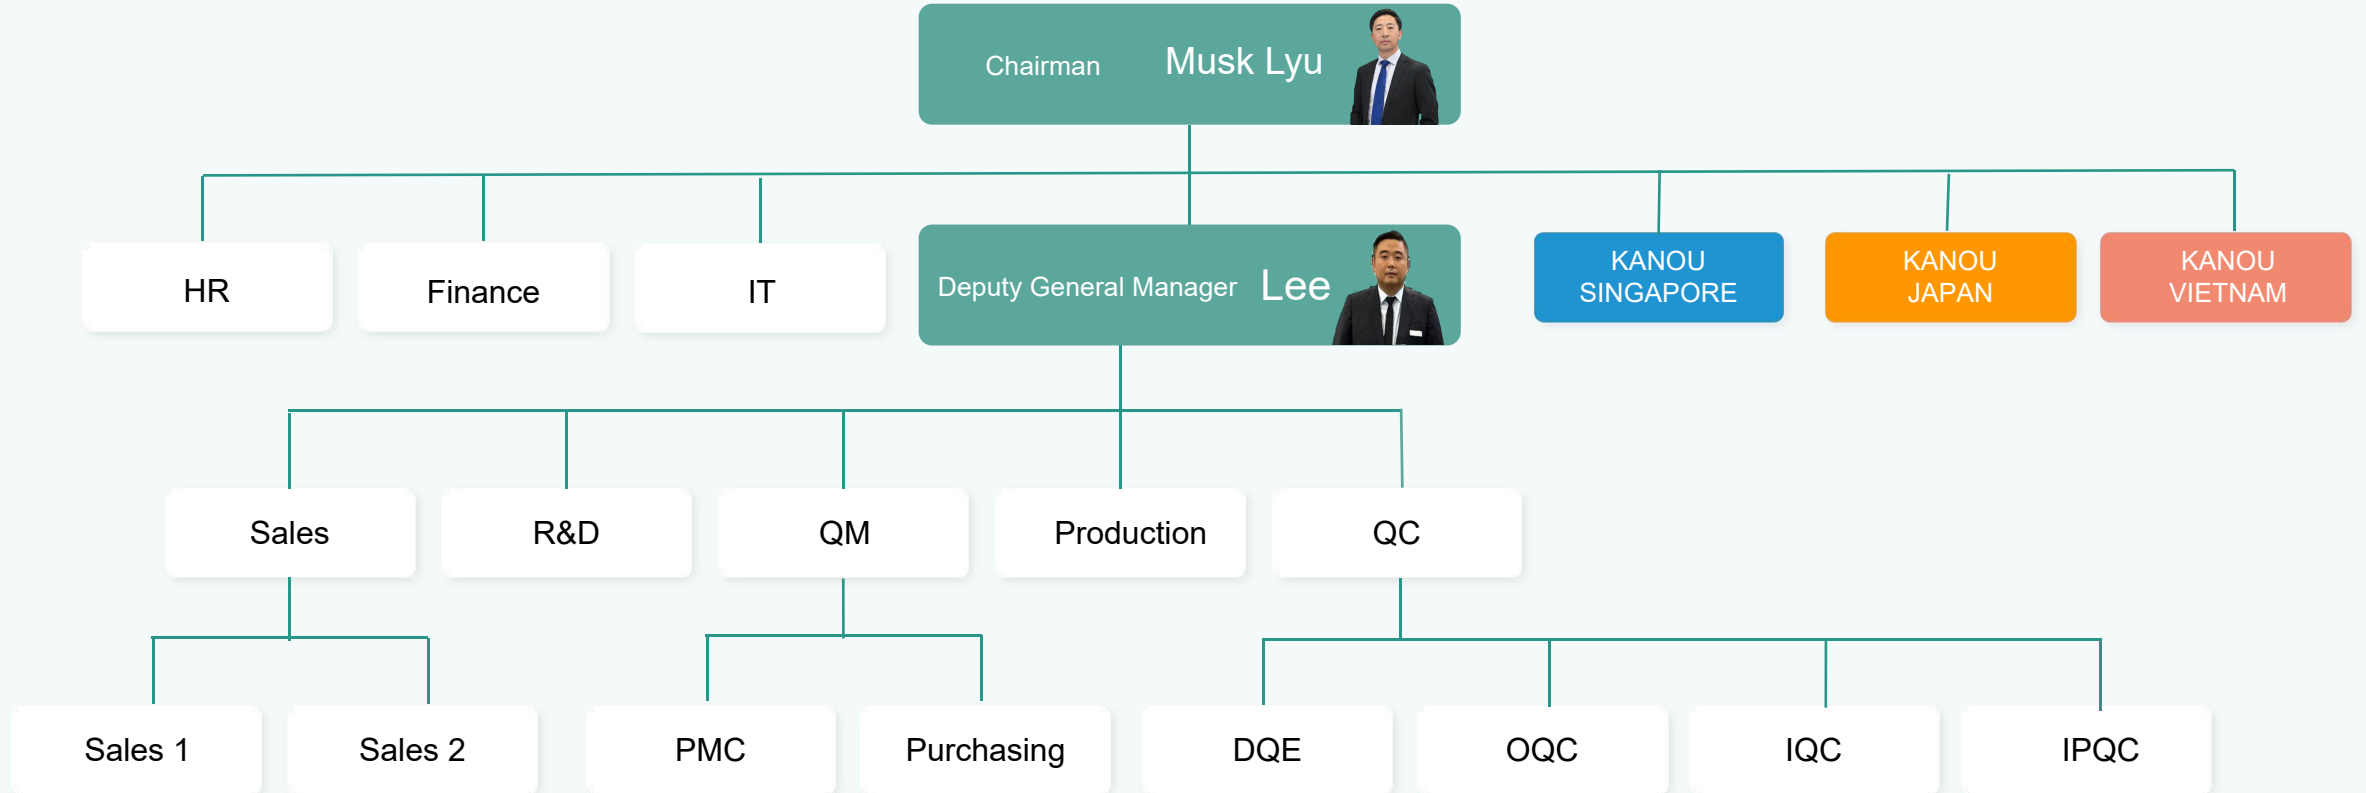 Chairman Musk Lyu
HR
Finance
IT
Deputy General Manager Lee
KANOU
SINGAPORE
KANOU
JAPAN
KANOU
VIETNAM
Sales
R&D
QM
Production
QC
Sales 1
Sales 2
PMC
Purchasing
DQE
OQC
IQC
IPQC